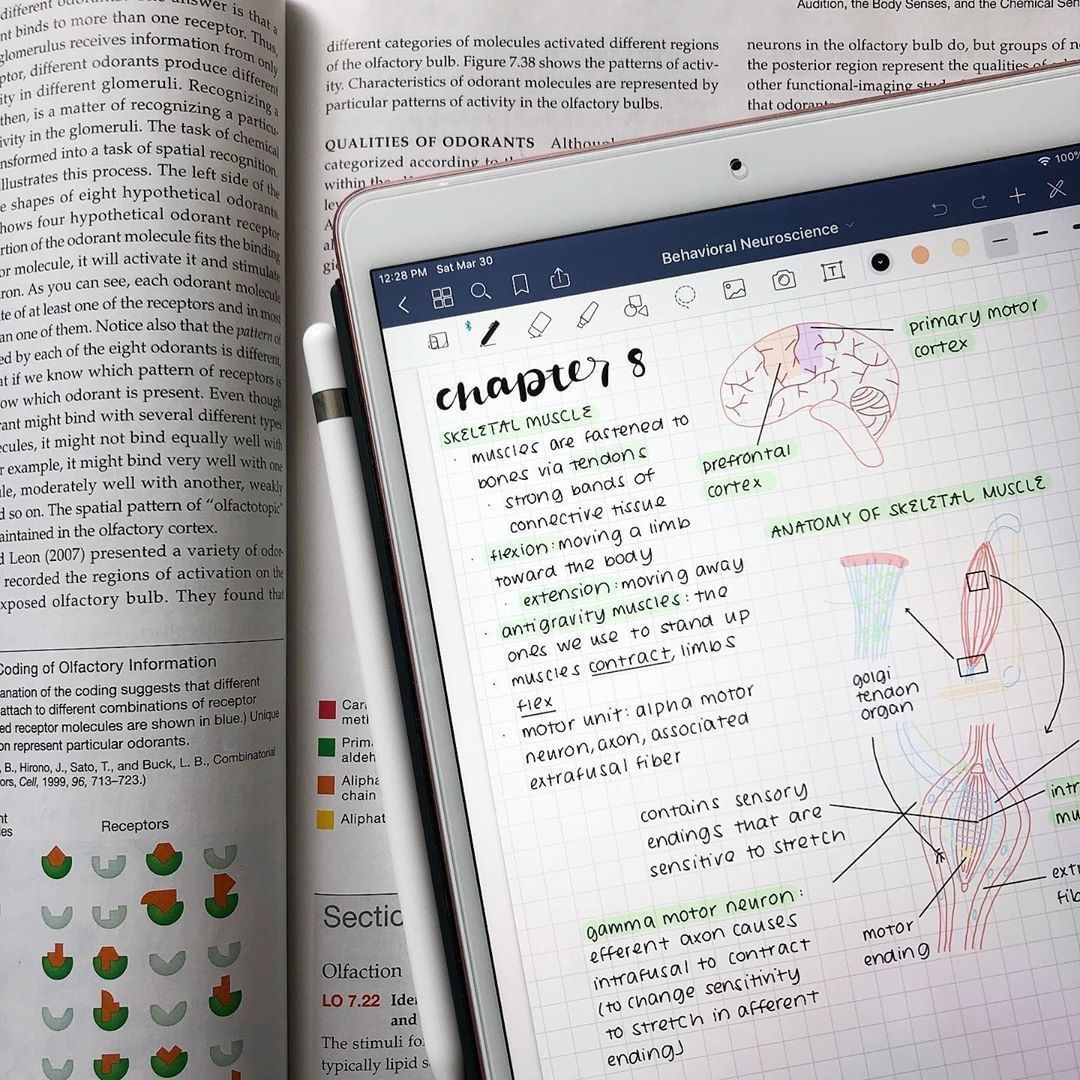 different odorants? The answer is that a
nt binds to more than one receptor. Thus,
glomerulus receives information from only
ptor, different odorants produce different
ity in different glomeruli. Recognizing a
then, is a matter of recognizing a particu-
ivity in the glomeruli. The task of chemical
nsformed into a task of spatial recognition.
llustrates this process. The left side of the
e shapes of eight hypothetical odorants.
hows four hypothetical odorant receptor
rtion of the odorant molecule fits the binding
or molecule, it will activate it and stimulate
ron. As you can see, each odorant molecule
te of at least one of the receptors and in most
an one of them. Notice also that the pattern of
ed by each of the eight odorants is different,
at if we know which pattern of receptors is
ow which odorant is present. Even though
rant might bind with several different types
ecules, it might not bind equally well with
r example, it might bind very well with one
le, moderately well with another, weakly
d so on. The spatial pattern of “olfactotopic”
aintained in the olfactory cortex.
d Leon (2007) presented a variety of odor-
recorded the regions of activation on the
xposed olfactory bulb. They found that
Coding of Olfactory Information
anation of the coding suggests that different
attach to different combinations of receptor
ed receptor molecules are shown in blue.) Unique
on represent particular odorants.
, B., Hirono, J., Sato, T., and Buck, L. B., Combinatorial
ors, Cell, 1999, 96, 713–723.)
nt
es
Receptors
Audition, the Body Senses, and the Chemical Sen
different categories of molecules activated different regions
of the olfactory bulb. Figure 7.38 shows the patterns of activ-
ity. Characteristics of odorant molecules are represented by
particular patterns of activity in the olfactory bulbs.
QUALITIES OF ODORANTS Althou
categorized according to th
within the
lev
A
al
gi
neurons in the olfactory bulb do, but groups of n
the posterior region represent the qualities of
other functional-imaging stud
that odorant
Car
metl
Prim
aldeh
Alipha
chain
Aliphat
Sectio
Olfaction
LO 7.22 Ide
and
The stimuli fo
typically lipid s
12:28 PM Sat Mar 30
100%
Behavioral Neuroscience
T
chapter 8
SKELETAL MUSCLE
· muscles are fastened to
bones via tendons
· strong bands of
connective tissue
· flexion: moving a limb
toward the body
· extension: moving away
· antigravity muscles: the
ones we use to stand up
· muscles contract, limbs
flex
· motor unit: alpha motor
neuron, axon, associated
extrafusal fiber
primary motor
cortex
prefrontal
cortex
ANATOMY OF SKELETAL MUSCLE
golgi
tendon
organ
contains sensory
endings that are
sensitive to stretch
intr
mu
extr
fib
motor
ending
gamma motor neuron:
efferent axon causes
intrafusal to contract
(to change sensitivity
to stretch in afferent
ending)